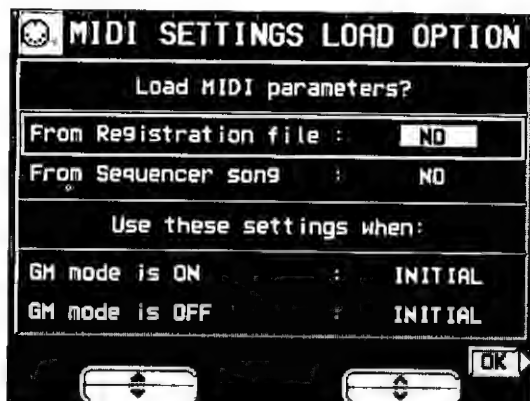 MIDI SETTINGS LOAD OPTION
Load MIDI parameters?
From Registration file : NO
From Sequencer song : NO
Use these settings when:
GM mode is ON : INITIAL
GM mode is OFF : INITIAL
OK